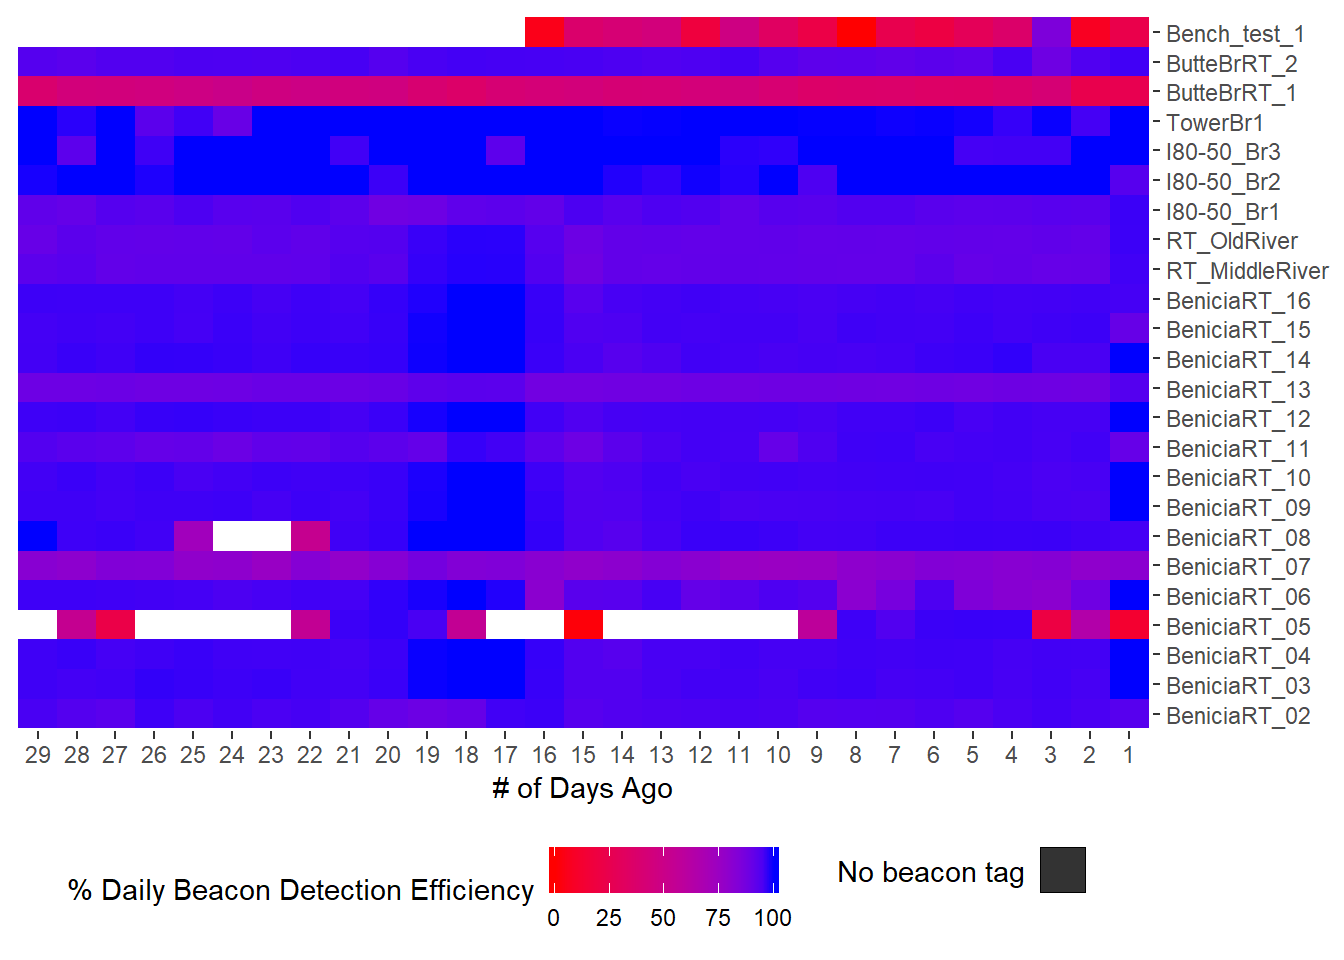 Bench_test_1
ButteBrRT_2
ButteBrRT_1
TowerBr1
I80-50_Br3
I80-50_Br2
I80-50_Br1
RT_OldRiver
RT_MiddleRiver
BeniciaRT_16
BeniciaRT_15
BeniciaRT_14
BeniciaRT_13
BeniciaRT_12
BeniciaRT_11
BeniciaRT_10
BeniciaRT_09
BeniciaRT_08
BeniciaRT_07
BeniciaRT_06
BeniciaRT_05
BeniciaRT_04
BeniciaRT_03
BeniciaRT_02
29 28 27 26 25 24 23 22 21 20 19 18 17 16 15 14 13 12 11 10 9 8 7 6 5 4 3 2 1
# of Days Ago
% Daily Beacon Detection Efficiency
0 25 50 75 100
No beacon tag